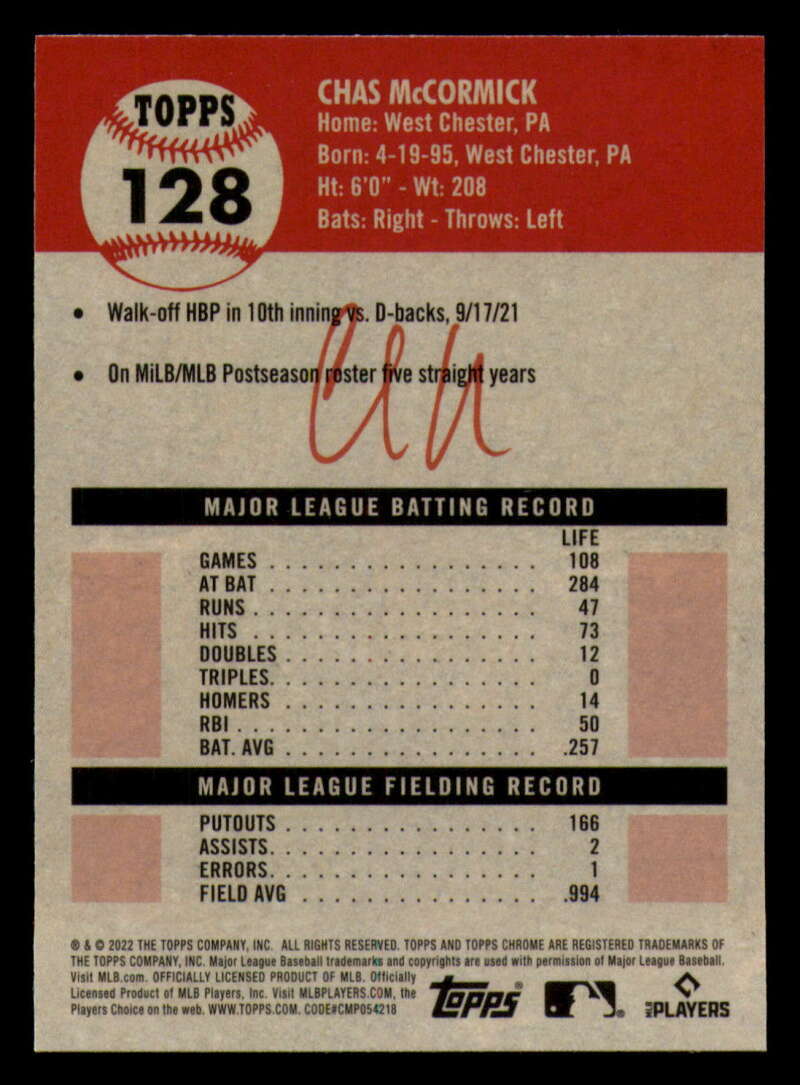 TOPPS
128
CHAS McCORMICK
Home: West Chester, PA
Born: 4-19-95, West Chester, PA
Ht: 6'0" - Wt: 208
Bats: Right - Throws: Left
• Walk-off HBP in 10th inning vs. D-backs, 9/17/21
• On MiLB/MLB Postseason roster five straight years
MAJOR LEAGUE BATTING RECORD
LIFE
GAMES . . . . . . . . . . . . . . . . . 108
AT BAT . . . . . . . . . . . . . . . . . 284
RUNS . . . . . . . . . . . . . . . . . . 47
HITS . . . . . . . . . . . . . . . . . . 73
DOUBLES . . . . . . . . . . . . . . . . 12
TRIPLES. . . . . . . . . . . . . . . . . 0
HOMERS . . . . . . . . . . . . . . . . 14
RBI . . . . . . . . . . . . . . . . . . . 50
BAT. AVG . . . . . . . . . . . . . . . . .257
MAJOR LEAGUE FIELDING RECORD
PUTOUTS . . . . . . . . . . . . . . . . 166
ASSISTS. . . . . . . . . . . . . . . . . 2
ERRORS. . . . . . . . . . . . . . . . . 1
FIELD AVG . . . . . . . . . . . . . . . .994
® & © 2022 THE TOPPS COMPANY, INC. ALL RIGHTS RESERVED. TOPPS AND TOPPS CHROME ARE REGISTERED TRADEMARKS OF
THE TOPPS COMPANY, INC. Major League Baseball trademarks and copyrights are used with permission of Major League Baseball.
Visit MLB.com. OFFICIALLY LICENSED PRODUCT OF MLB. Officially
Licensed Product of MLB Players, Inc. Visit MLBPLAYERS.COM, the
Players Choice on the web. WWW.TOPPS.COM. CODE#CMP054218
Topps®
MLB PLAYERS